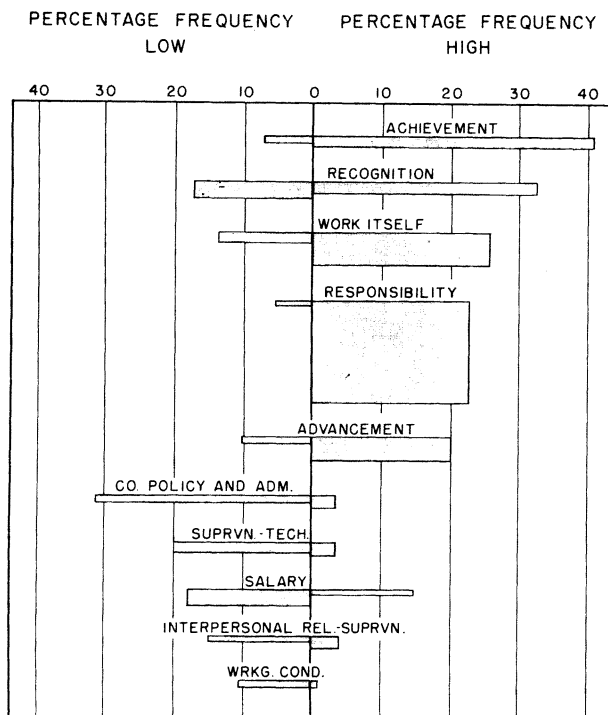 PERCENTAGE FREQUENCY
LOW
PERCENTAGE FREQUENCY
HIGH
40 30 20 10 0 10 20 30 40
ACHIEVEMENT
RECOGNITION
WORK ITSELF
RESPONSIBILITY
ADVANCEMENT
CO. POLICY AND ADM.
SUPRVN.-TECH.
SALARY
INTERPERSONAL REL.-SUPRVN.
WRKG. COND.